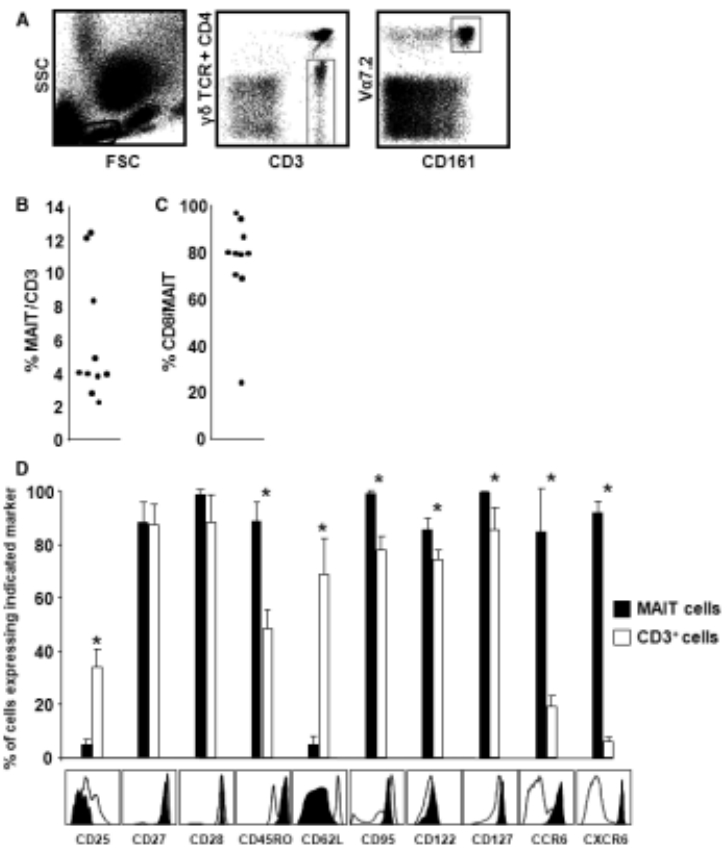 A
SSC
FSC
γδ TCR + CD4
CD3
Vα7.2
CD161
B
% MAIT/CD3
14
12
10
8
6
4
2
0
C
% CD8/MAIT
100
80
60
40
20
0
D
% of cells expressing indicated marker
100
80
60
40
20
0
* * * * * * * *
MAIT cells
CD3+ cells
CD25 CD27 CD28 CD45RO CD62L CD95 CD122 CD127 CCR6 CXCR6